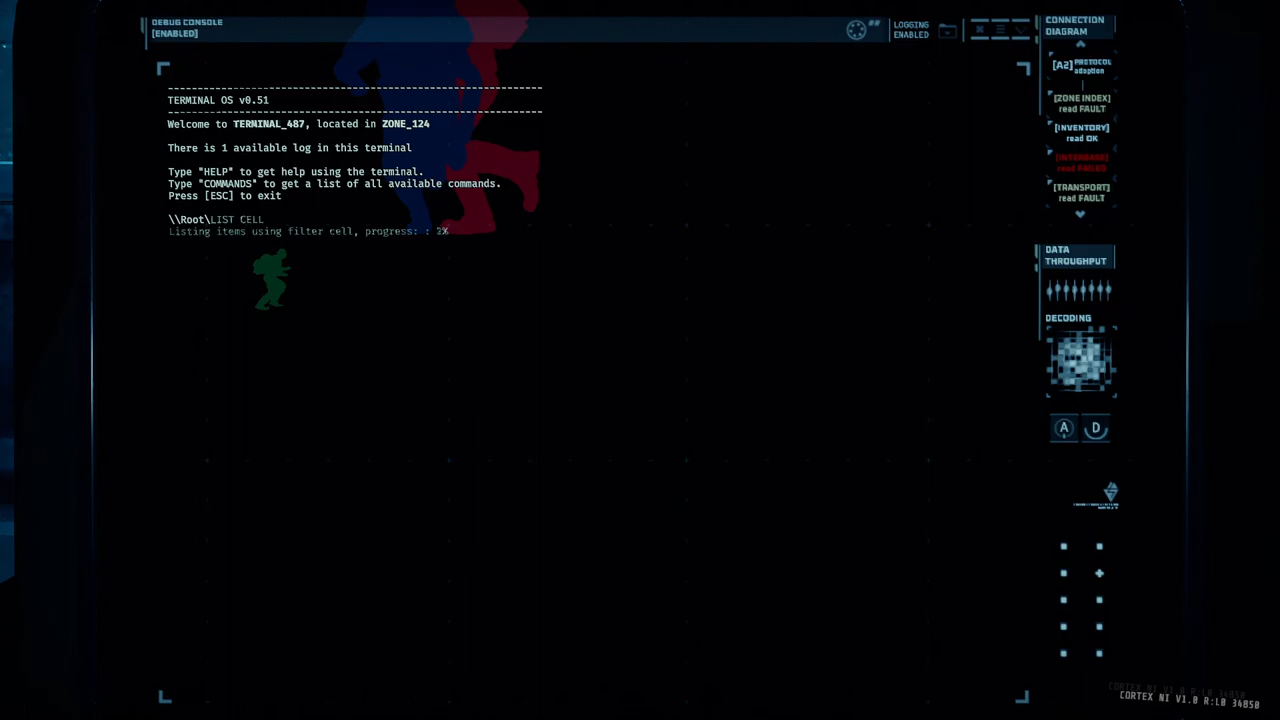 DEBUG CONSOLE
[ENABLED]
LOGGING
ENABLED
--------------------------------------------------------------
TERMINAL OS v0.51
--------------------------------------------------------------
Welcome to TERMINAL_487, located in ZONE_124
There is 1 available log in this terminal
Type "HELP" to get help using the terminal.
Type "COMMANDS" to get a list of all available commands.
Press [ESC] to exit
\\Root\LIST CELL
Listing items using filter cell, progress: : 2%
CONNECTION
DIAGRAM
[A2] PROTOCOL
adaption
[ZONE INDEX]
read FAULT
[INVENTORY]
read OK
[INTERBASE]
read FAILED
[TRANSPORT]
read FAULT
DATA
THROUGHPUT
DECODING
A D
CORTEX NI V1.0 R:L0 34850